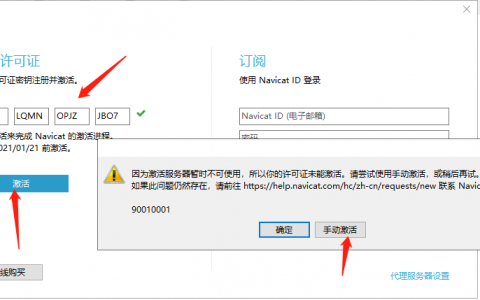 许可证
订阅
可证密钥注册并激活。
使用 Navicat ID 登录
LQMN OPJZ JBO7
Navicat ID (电子邮箱)
活来完成 Navicat 的激活进程。
密码
021/01/21 前激活。
激活
因为激活服务器暂时不可使用，所以你的许可证未能激活。请尝试使用手动激活，或稍后再试。
如果此问题仍然存在，请前往 https://help.navicat.com/hc/zh-cn/requests/new 联系 Navic
90010001
确定 手动激活
线购买
代理服务器设置